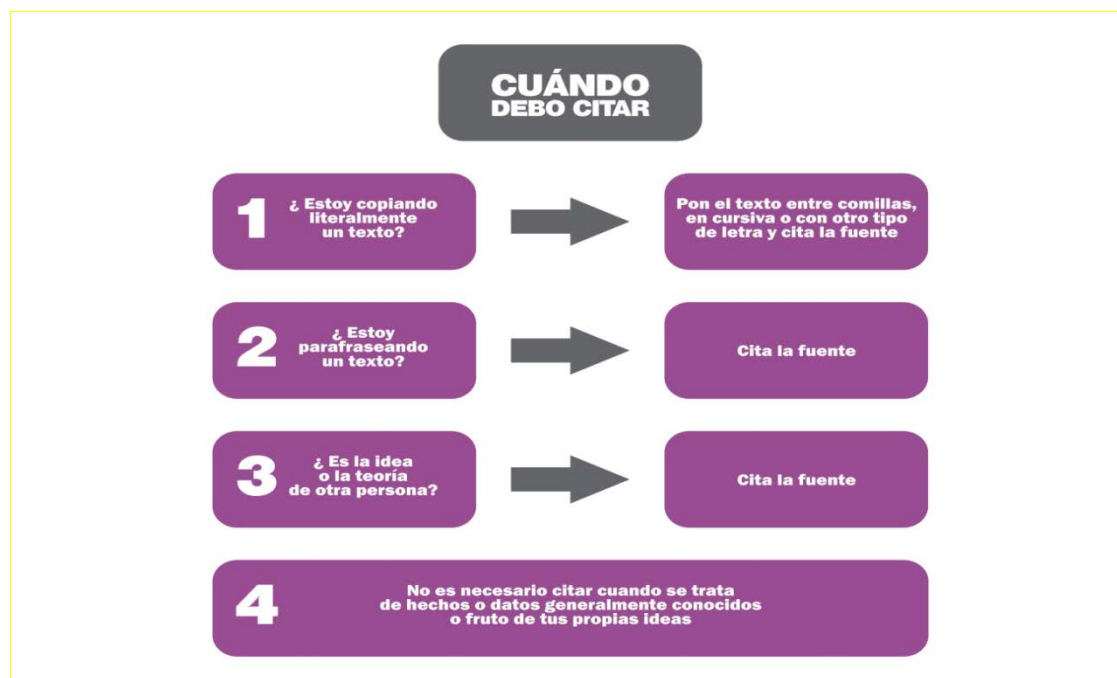 CUÁNDO
DEBO CITAR
1
¿ Estoy copiando
literalmente
un texto?
Pon el texto entre comillas,
en cursiva o con otro tipo
de letra y cita la fuente
2
¿ Estoy
parafraseando
un texto?
Cita la fuente
3
¿ Es la idea
o la teoría
de otra persona?
Cita la fuente
4
No es necesario citar cuando se trata
de hechos o datos generalmente conocidos
o fruto de tus propias ideas